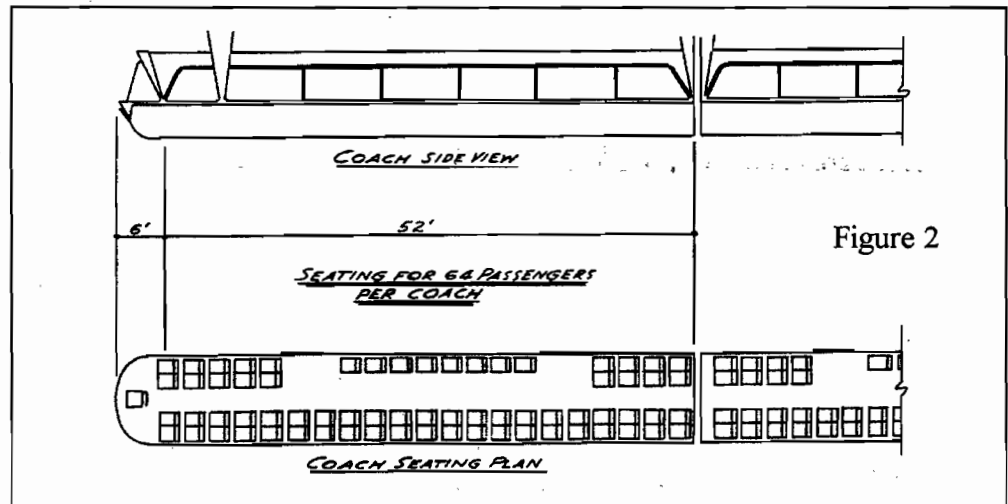 COACH SIDE VIEW
6'
52'
Figure 2
SEATING FOR 64 PASSENGERS
PER COACH
COACH SEATING PLAN